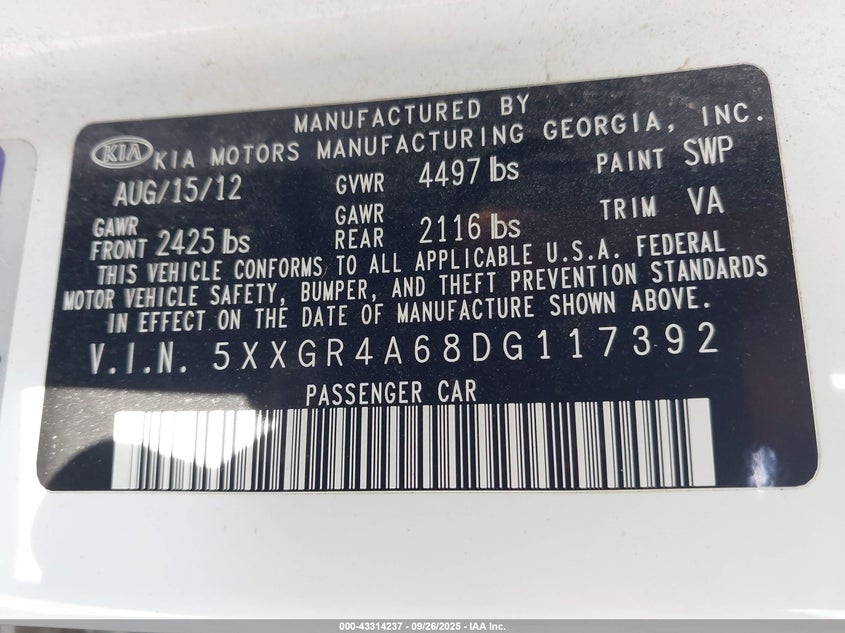 MANUFACTURED BY
KIA KIA MOTORS MANUFACTURING GEORGIA, INC.
AUG/15/12 GVWR 4497 lbs PAINT SWP
GAWR FRONT 2425 lbs GAWR REAR 2116 lbs TRIM VA
THIS VEHICLE CONFORMS TO ALL APPLICABLE U.S.A. FEDERAL
MOTOR VEHICLE SAFETY, BUMPER, AND THEFT PREVENTION STANDARDS
IN EFFECT ON THE DATE OF MANUFACTURE SHOWN ABOVE.
V.I.N. 5XXGR4A68DG117392
PASSENGER CAR
000-43314237 - 09/26/2025 - IAA Inc.